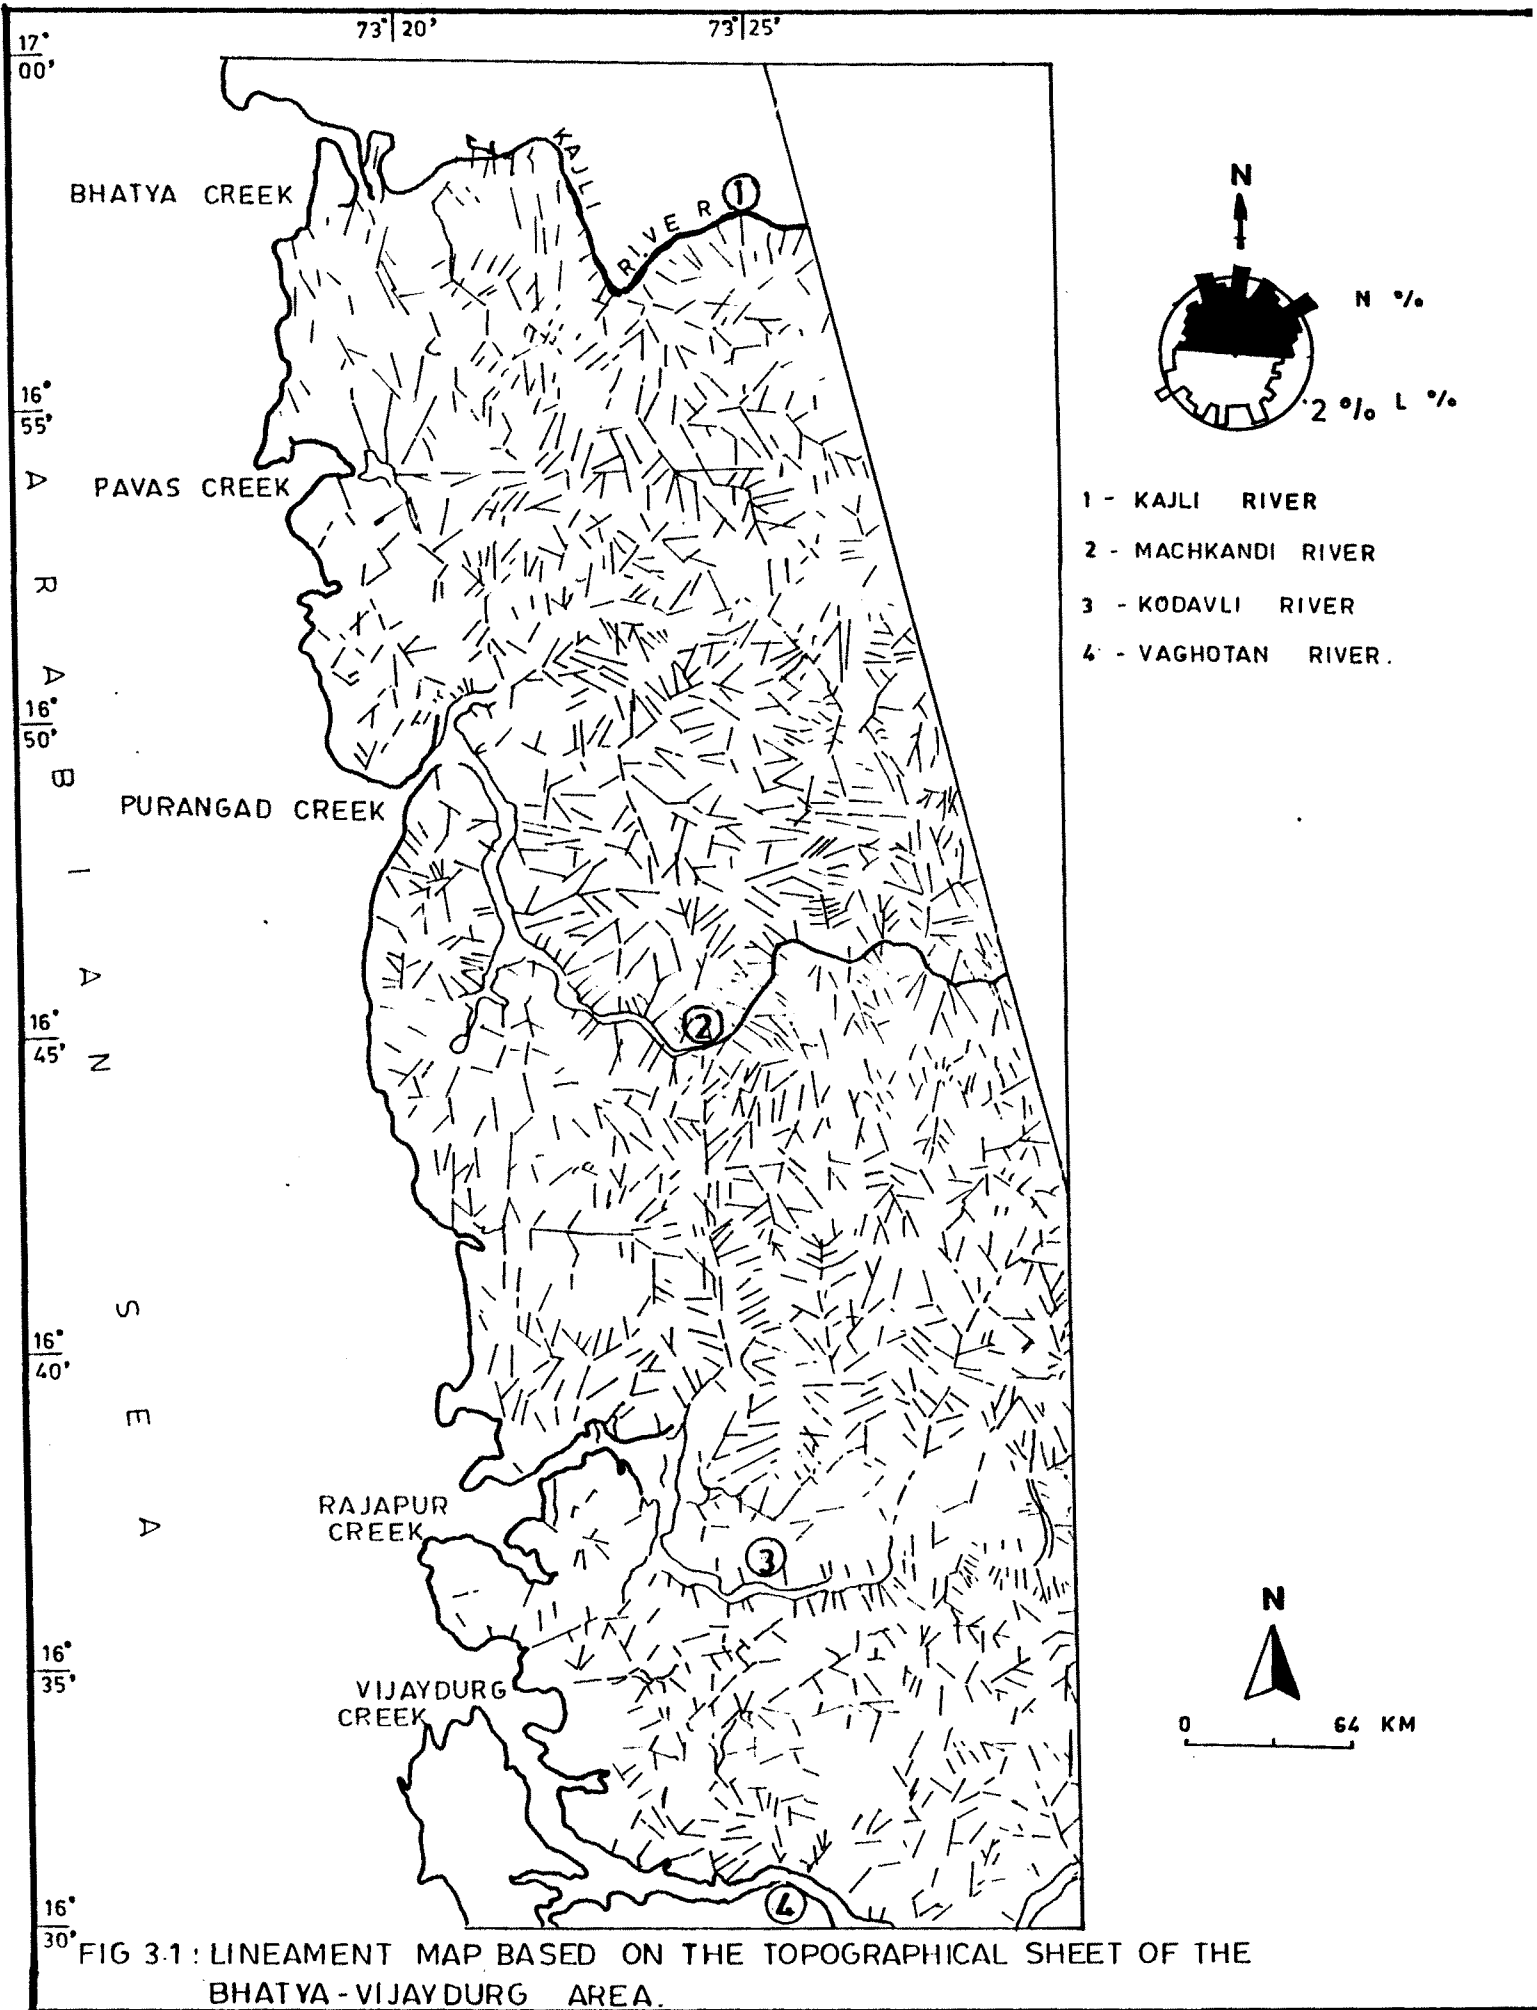 73° 20'
73° 25'
17°
00'
KAJLI
RIVER
1
BHATYA CREEK
N
N %
2 % L %
16°
55'
PAVAS CREEK
1 - KAJLI RIVER
2 - MACHKANDI RIVER
3 - KODAVLI RIVER
4 - VAGHOTAN RIVER.
ARABIAN SEA
16°
50'
PURANGAD CREEK
16°
45'
2
16°
40'
RAJAPUR
CREEK
3
N
16°
35'
VIJAYDURG
CREEK
0 64 KM
4
16°
30'
FIG 3.1 : LINEAMENT MAP BASED ON THE TOPOGRAPHICAL SHEET OF THE
BHATYA - VIJAYDURG AREA.